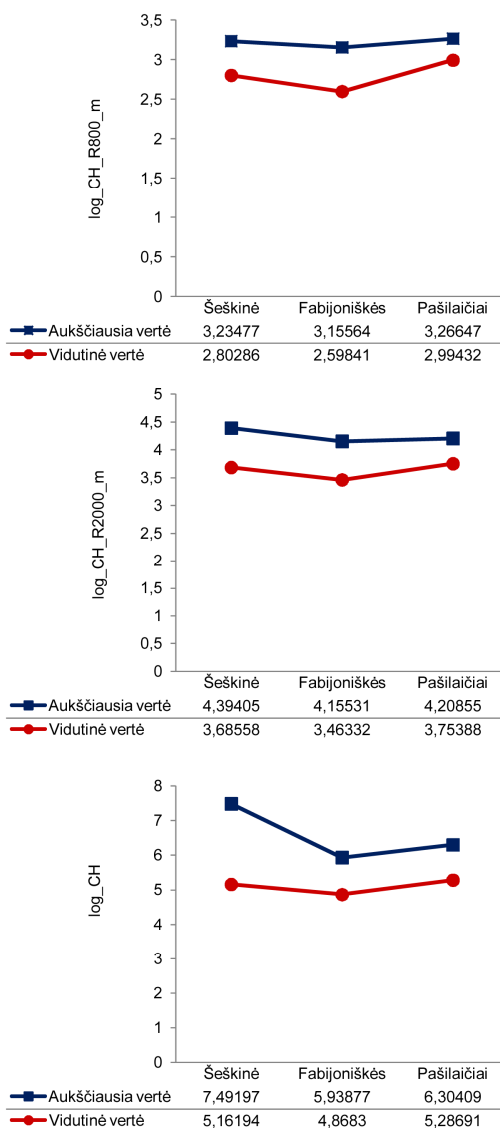 3,5
3
2,5
2
1,5
1
0,5
0
log_CH_R800_m
Šeškinė Fabijoniškės Pašilaičiai
Aukščiausia vertė 3,23477 3,15564 3,26647
Vidutinė vertė 2,80286 2,59841 2,99432
5
4,5
4
3,5
3
2,5
2
1,5
1
0,5
0
log_CH_R2000_m
Šeškinė Fabijoniškės Pašilaičiai
Aukščiausia vertė 4,39405 4,15531 4,20855
Vidutinė vertė 3,68558 3,46332 3,75388
8
7
6
5
4
3
2
1
0
log_CH
Šeškinė Fabijoniškės Pašilaičiai
Aukščiausia vertė 7,49197 5,93877 6,30409
Vidutinė vertė 5,16194 4,8683 5,28691